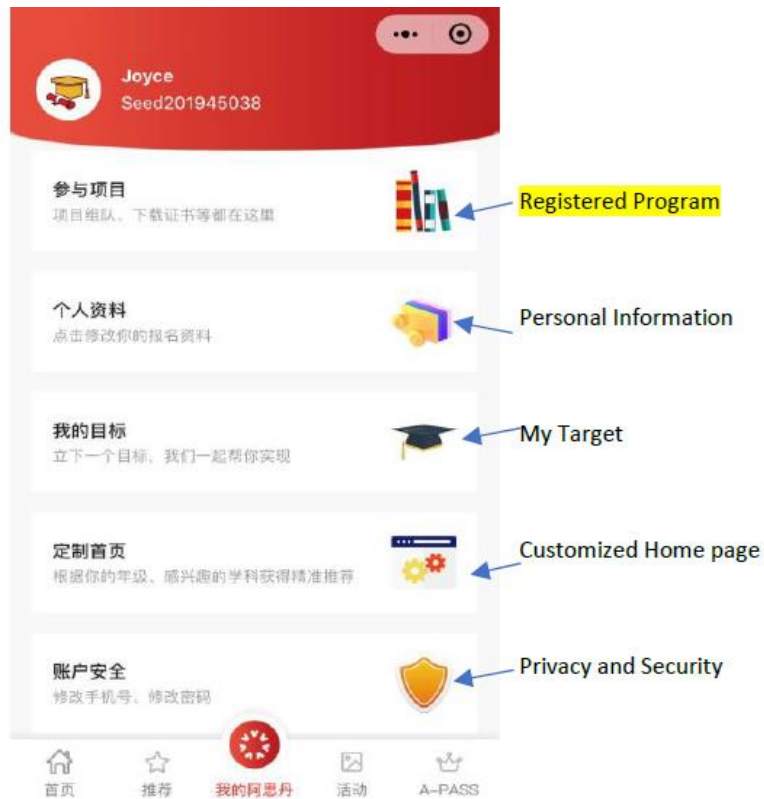 Joyce
Seed201945038
参与项目
项目组队、下载证书等都在这里
Registered Program
个人资料
点击修改你的报名资料
Personal Information
我的目标
立下一个目标、我们一起帮你实现
My Target
定制首页
根据你的年级、感兴趣的学科获得精准推荐
Customized Home page
账户安全
修改手机号、修改密码
Privacy and Security
首页
推荐
我的阿思丹
活动
A-PASS